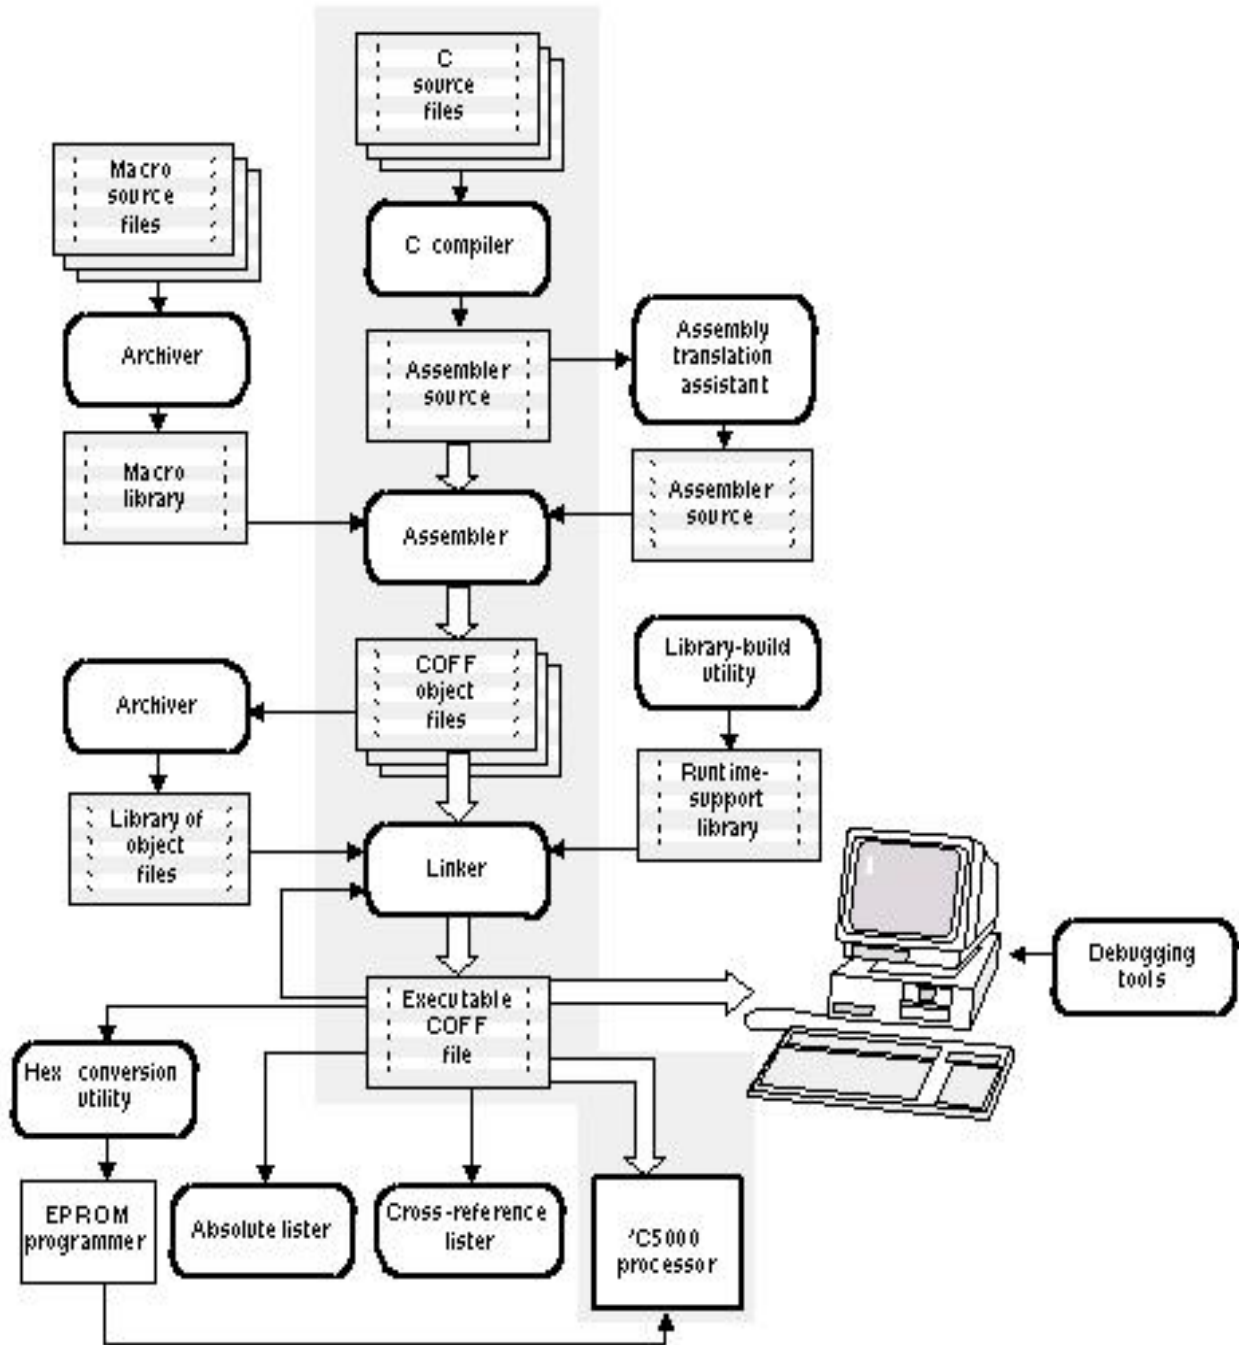 C
source
files
Macro
source
files
C compiler
Archiver
Assembly
translation
assistant
Assembler
source
Macro
library
Assembler
source
Assembler
COFF
object
files
Library-build
utility
Archiver
Runtime-
support
library
Library of
object
files
Linker
Debugging
tools
Executable
COFF
file
Hex conversion
utility
EPROM
programmer
Absolute lister
Cross-reference
lister
'C5000
processor